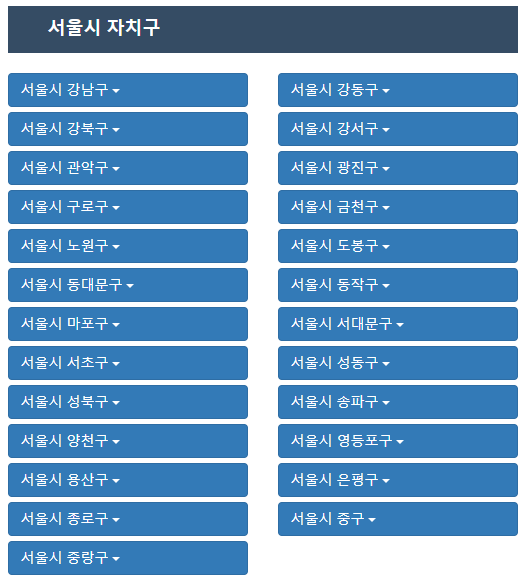 서울시 자치구
서울시 강남구
서울시 강동구
서울시 강북구
서울시 강서구
서울시 관악구
서울시 광진구
서울시 구로구
서울시 금천구
서울시 노원구
서울시 도봉구
서울시 동대문구
서울시 동작구
서울시 마포구
서울시 서대문구
서울시 서초구
서울시 성동구
서울시 성북구
서울시 송파구
서울시 양천구
서울시 영등포구
서울시 용산구
서울시 은평구
서울시 종로구
서울시 중구
서울시 중랑구